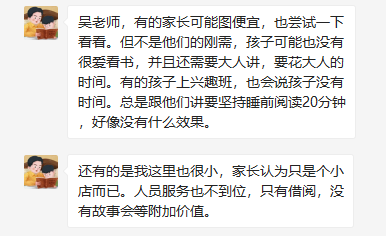 吴老师，有的家长可能图便宜，也尝试一下
看看。但不是他们的刚需，孩子可能也没有
很爱看书，并且还需要大人讲，要花大人的
时间。有的孩子上兴趣班，也会说孩子没有
时间。总是跟他们讲要坚持睡前阅读20分钟
，好像没有什么效果。
还有的是我这里也很小，家长认为只是个小
店而已。人员服务也不到位，只有借阅，没
有故事会等附加价值。